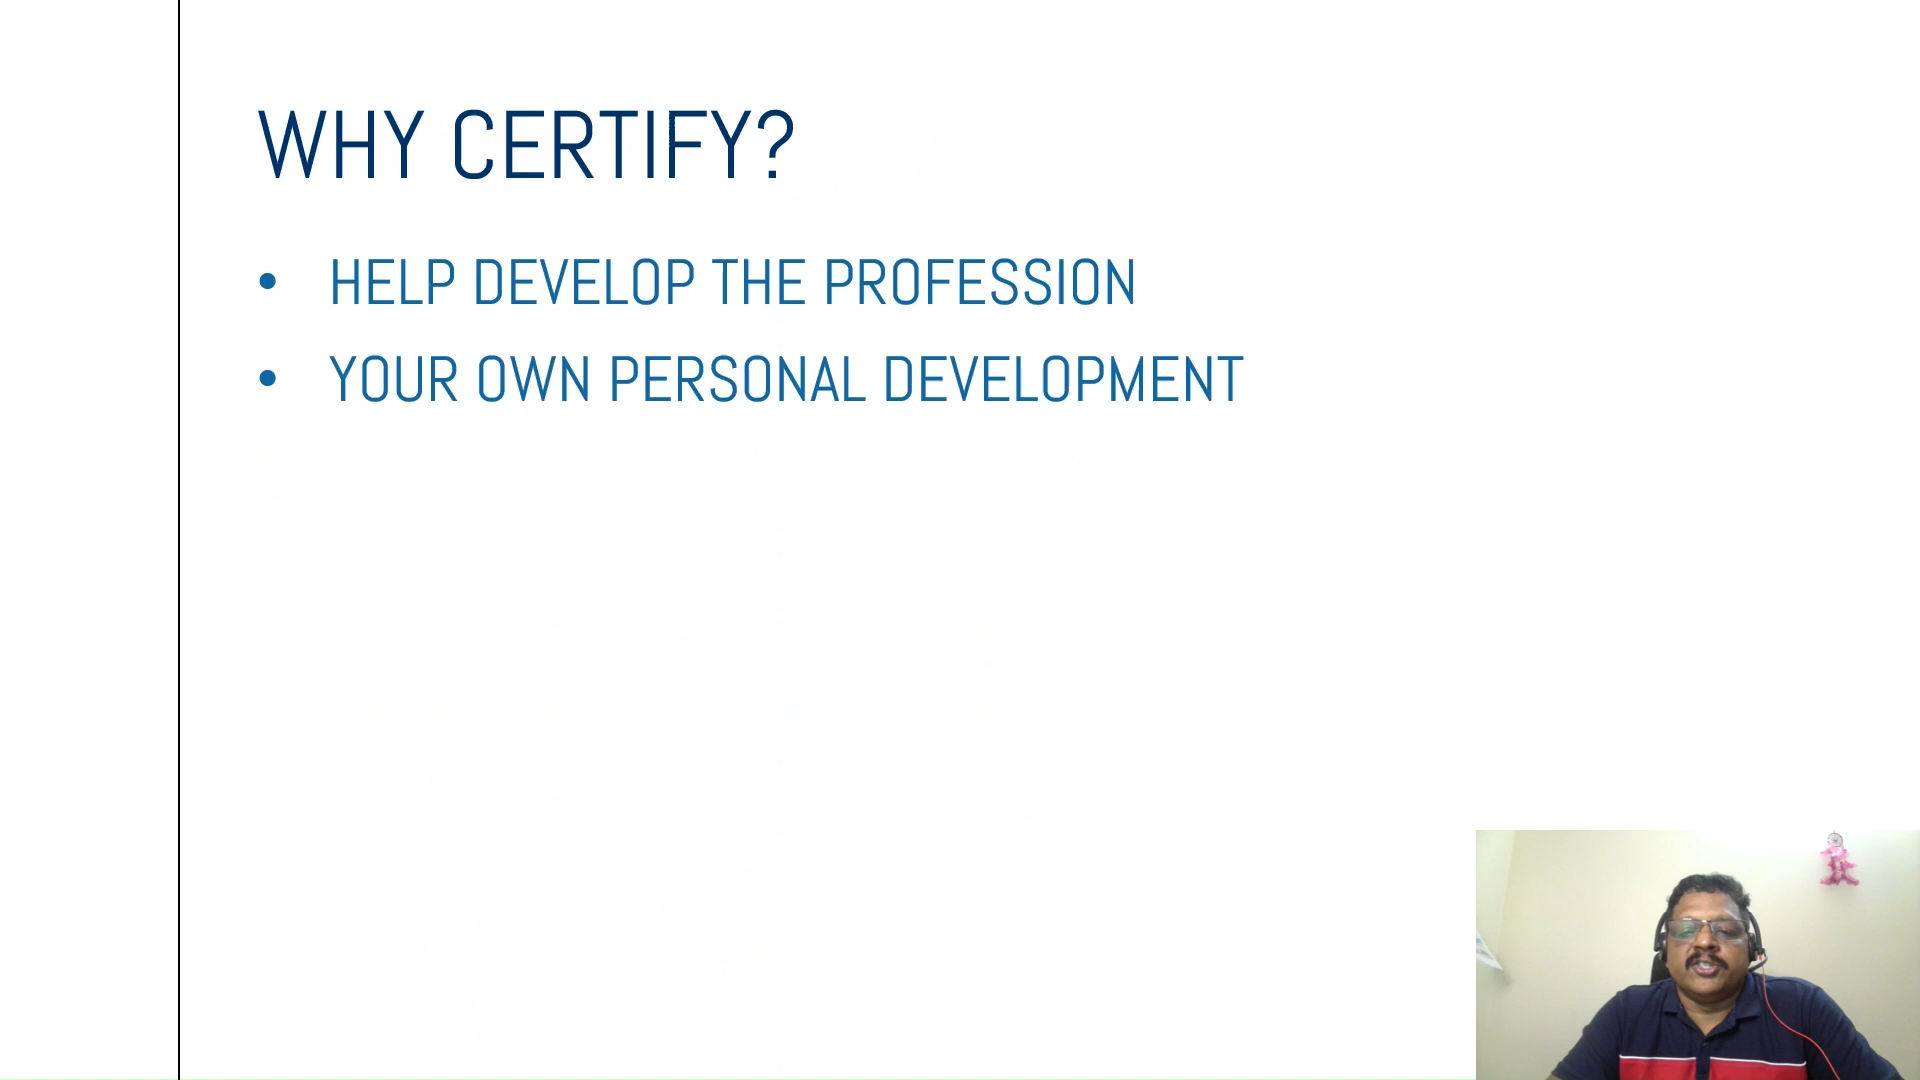 WHY CERTIFY?
• HELP DEVELOP THE PROFESSION
• YOUR OWN PERSONAL DEVELOPMENT